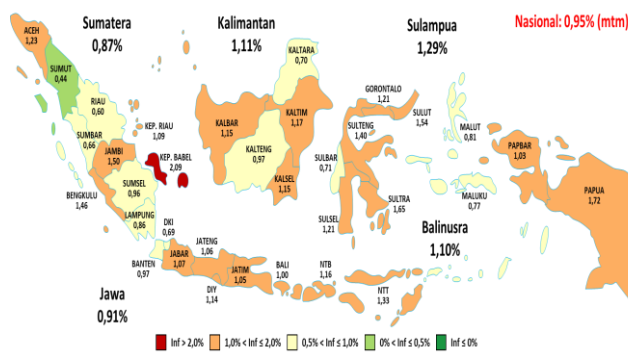 Sumatera
0,87%
Kalimantan
1,11%
Sulampua
1,29%
Nasional: 0,95% (mtm)
ACEH
1,23
SUMUT
0,44
RIAU
0,60
KEP. RIAU
1,09
SUMBAR
0,66
JAMBI
1,50
KEP. BABEL
2,09
BENGKULU
1,46
SUMSEL
0,96
LAMPUNG
0,86
KALTARA
0,70
KALBAR
1,15
KALTIM
1,17
KALTENG
0,97
KALSEL
1,15
GORONTALO
1,21
SULUT
1,54
SULTENG
1,40
SULBAR
0,71
SULTRA
1,65
SULSEL
1,21
MALUT
0,81
MALUKU
0,77
PAPBAR
1,03
PAPUA
1,72
DKI
0,69
BANTEN
0,97
JABAR
1,07
JATENG
1,06
DIY
1,14
JATIM
1,05
BALI
1,00
NTB
1,16
NTT
1,33
Balinusra
1,10%
Jawa
0,91%
Inf > 2,0%
1,0% < Inf ≤ 2,0%
0,5% < Inf ≤ 1,0%
0% < Inf ≤ 0,5%
Inf ≤ 0%